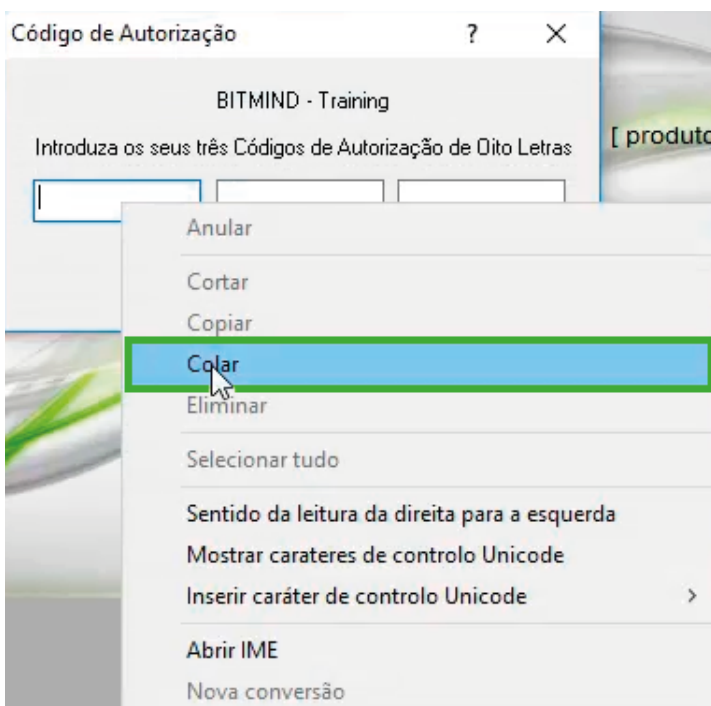 Código de Autorização
BITMIND - Training
Introduza os seus três Códigos de Autorização de Oito Letras
[ produto
Anular
Cortar
Copiar
Colar
Eliminar
Selecionar tudo
Sentido da leitura da direita para a esquerda
Mostrar carateres de controlo Unicode
Inserir caráter de controlo Unicode
Abrir IME
Nova conversão